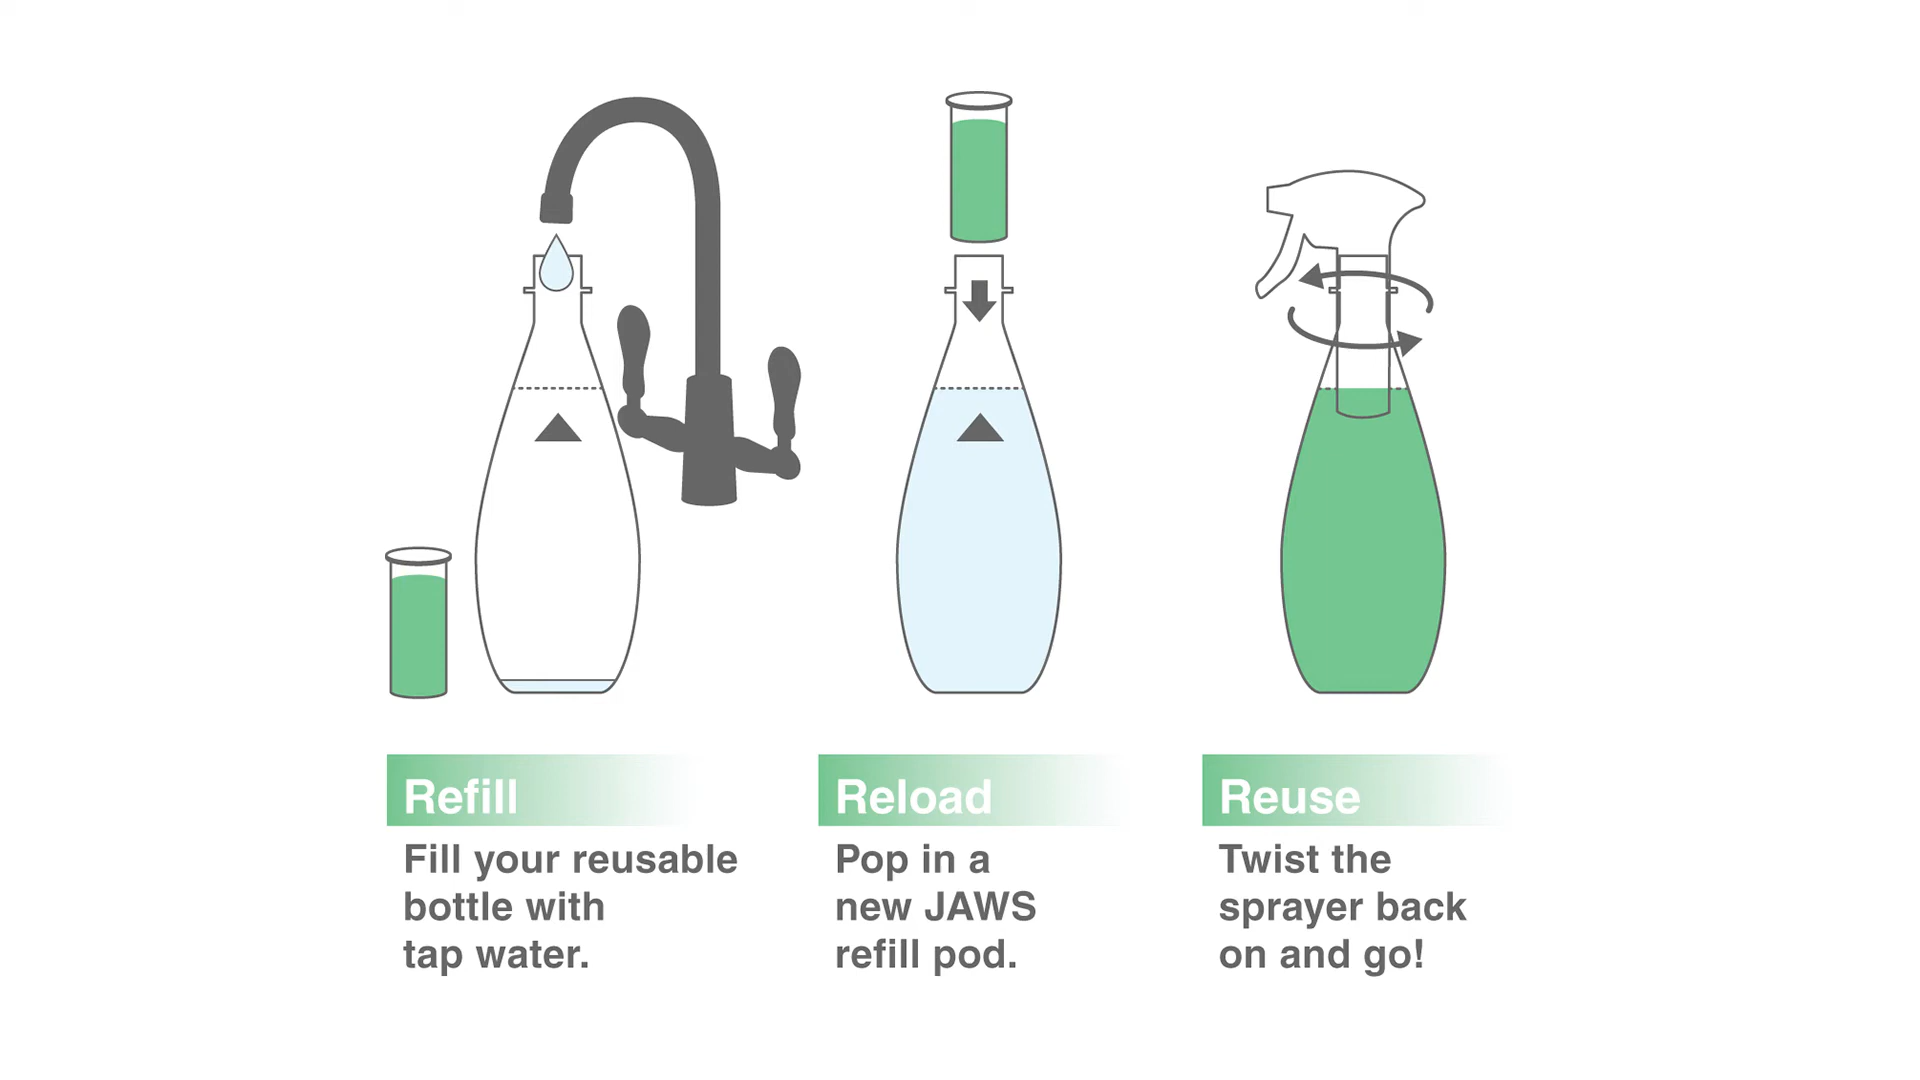 Refill
Fill your reusable
bottle with
tap water.
Reload
Pop in a
new JAWS
refill pod.
Reuse
Twist the
sprayer back
on and go!